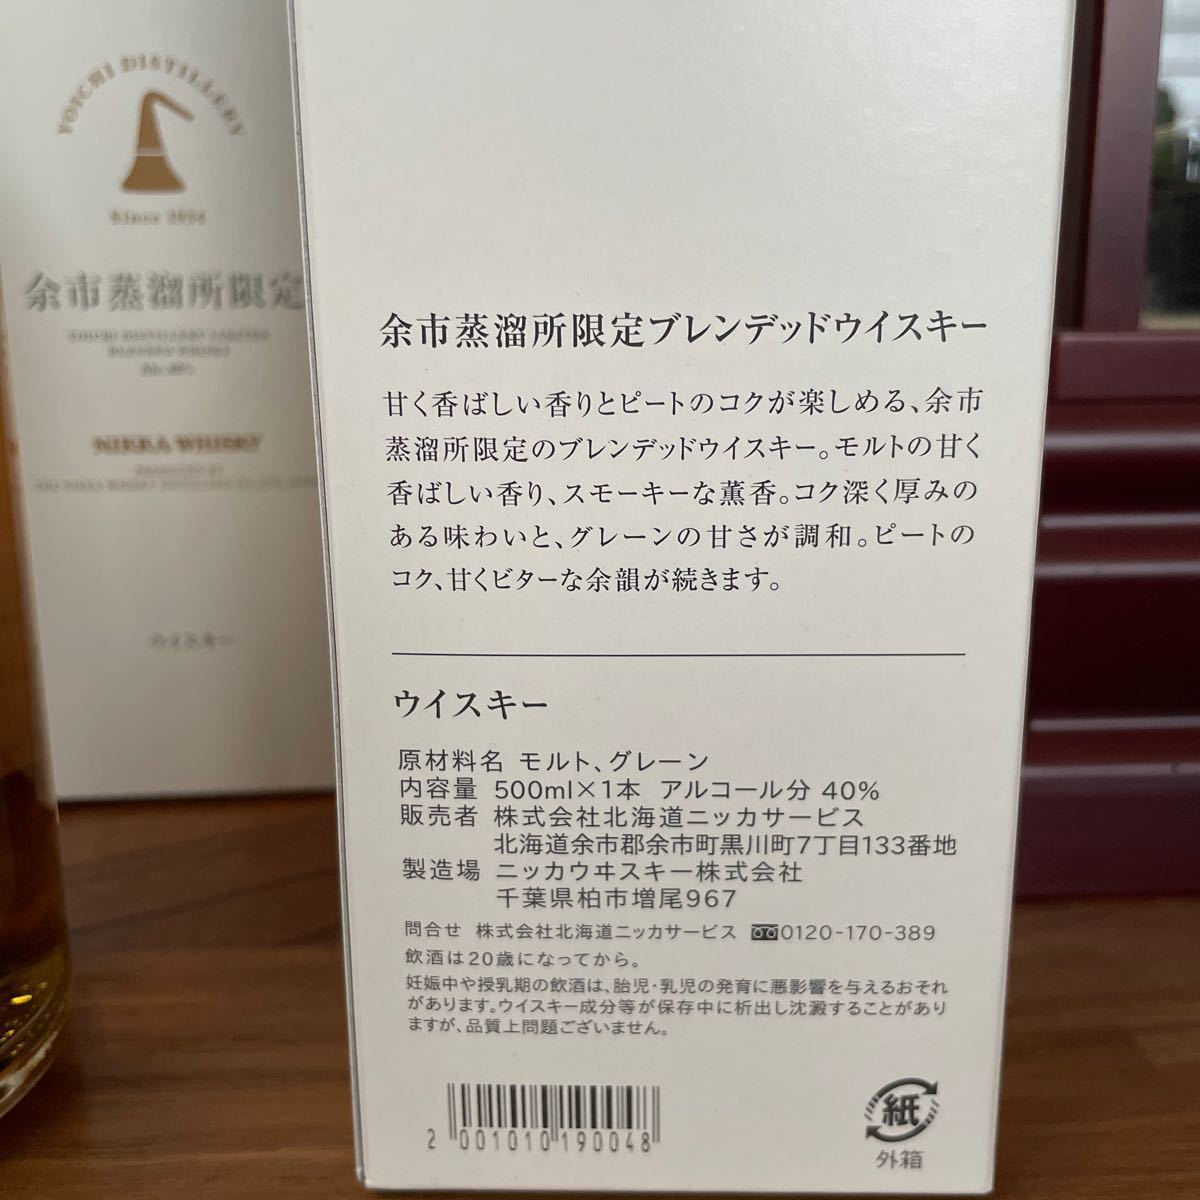 YOICHI DISTILLERY
Since 1934
余市蒸溜所限定
YOICHI DISTILLERY LIMITED
BLENDED WHISKY
Alc.40%
NIKKA WHISKY
PRODUCED BY
ウイスキー
余市蒸溜所限定ブレンデッドウイスキー
甘く香ばしい香りとピートのコクが楽しめる、余市
蒸溜所限定のブレンデッドウイスキー。モルトの甘く
香ばしい香り、スモーキーな薫香。コク深く厚みの
ある味わいと、グレーンの甘さが調和。ピートの
コク、甘くビターな余韻が続きます。
ウイスキー
原材料名 モルト、グレーン
内容量 500ml×1本 アルコール分 40%
販売者 株式会社北海道ニッカサービス
北海道余市郡余市町黒川町7丁目133番地
製造場 ニッカウヰスキー株式会社
千葉県柏市増尾967
問合せ 株式会社北海道ニッカサービス 0120-170-389
飲酒は20歳になってから。
妊娠中や授乳期の飲酒は、胎児・乳児の発育に悪影響を与えるおそれ
があります。ウイスキー成分等が保存中に析出し沈澱することがあり
ますが、品質上問題ございません。
2 001010 190048
紙
外箱